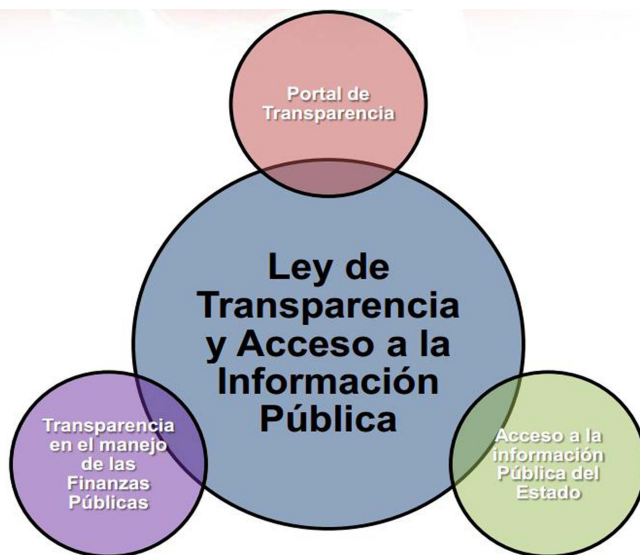 Portal de
Transparencia
Ley de
Transparencia
y Acceso a la
Información
Pública
Transparencia
en el manejo
de las
Finanzas
Públicas
Acceso a la
información
Pública del
Estado